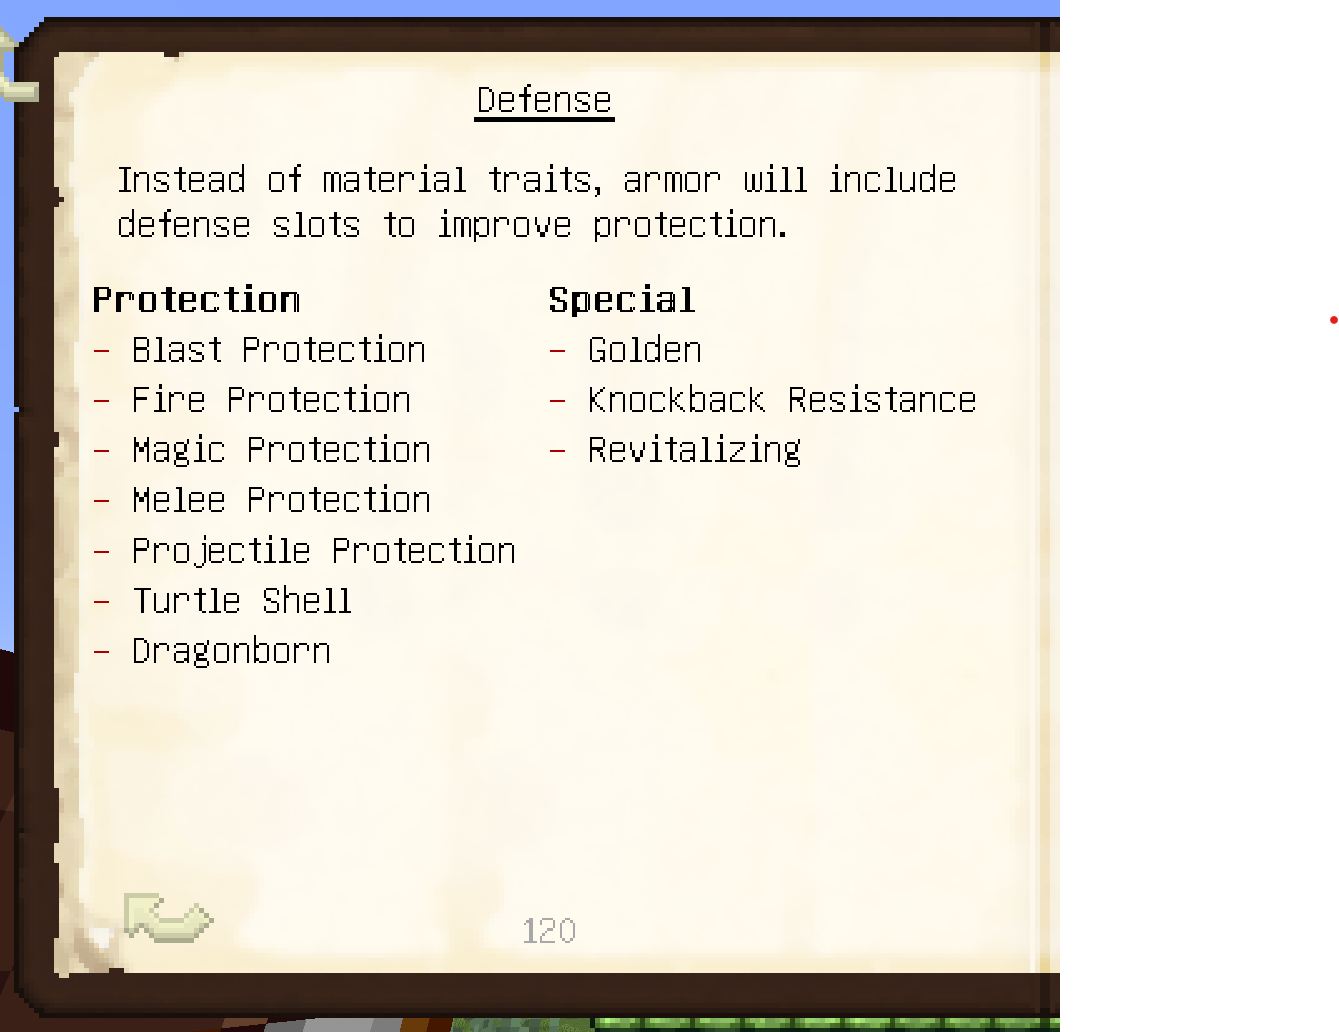 Defense
Instead of material traits, armor will include
defense slots to improve protection.
Protection
- Blast Protection
- Fire Protection
- Magic Protection
- Melee Protection
- Projectile Protection
- Turtle Shell
- Dragonborn
Special
- Golden
- Knockback Resistance
- Revitalizing
120